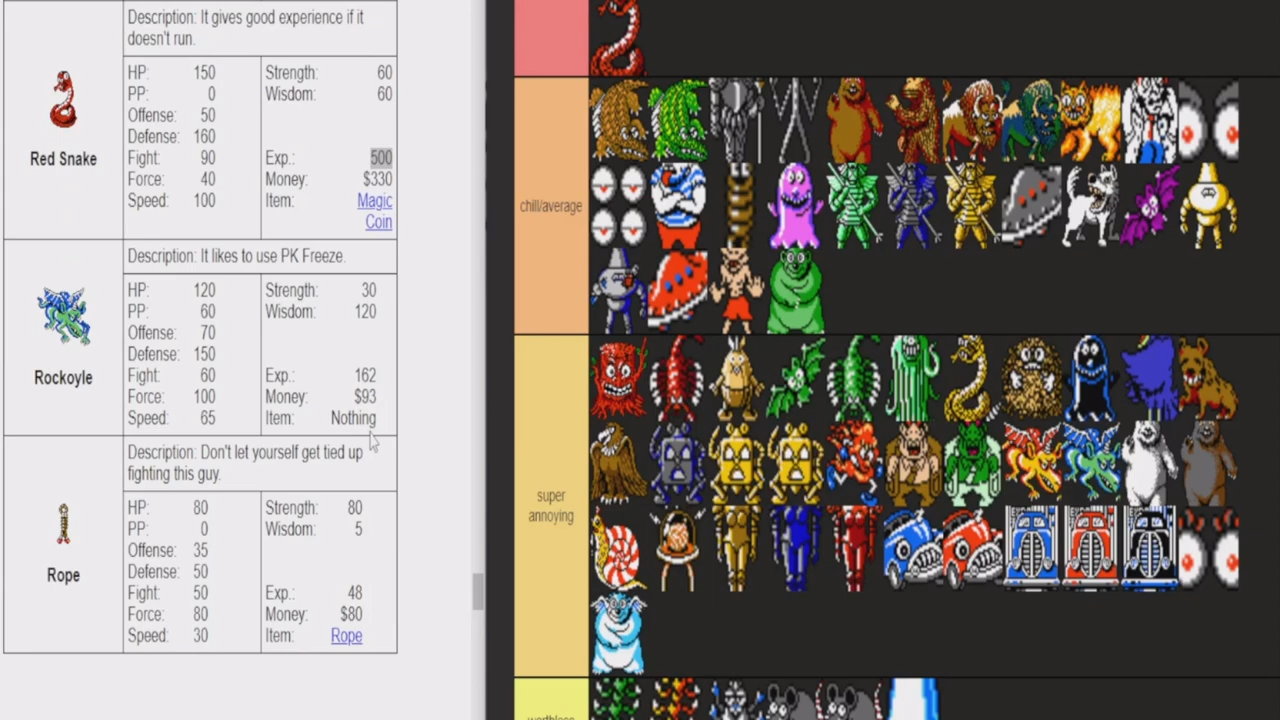 Description: It gives good experience if it
doesn't run.
HP: 150 Strength: 60
PP: 0 Wisdom: 60
Offense: 50
Defense: 160
Fight: 90 Exp.: 500
Force: 40 Money: $330
Speed: 100 Item: Magic
Coin
Red Snake
Description: It likes to use PK Freeze.
HP: 120 Strength: 30
PP: 60 Wisdom: 120
Offense: 70
Defense: 150
Fight: 60 Exp.: 162
Force: 100 Money: $93
Speed: 65 Item: Nothing
Rockoyle
Description: Don't let yourself get tied up
fighting this guy.
HP: 80 Strength: 80
PP: 0 Wisdom: 5
Offense: 35
Defense: 50
Fight: 50 Exp.: 48
Force: 80 Money: $80
Speed: 30 Item: Rope
Rope
chill/average
super
annoying
worthless